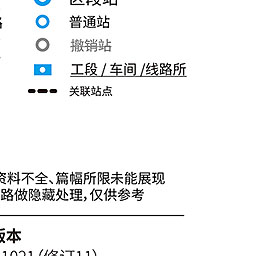 区段站
普通站
撤销站
工段 / 车间 /线路所
关联站点
资料不全、篇幅所限未能展现
路做隐藏处理，仅供参考
版本
1021（修订11）